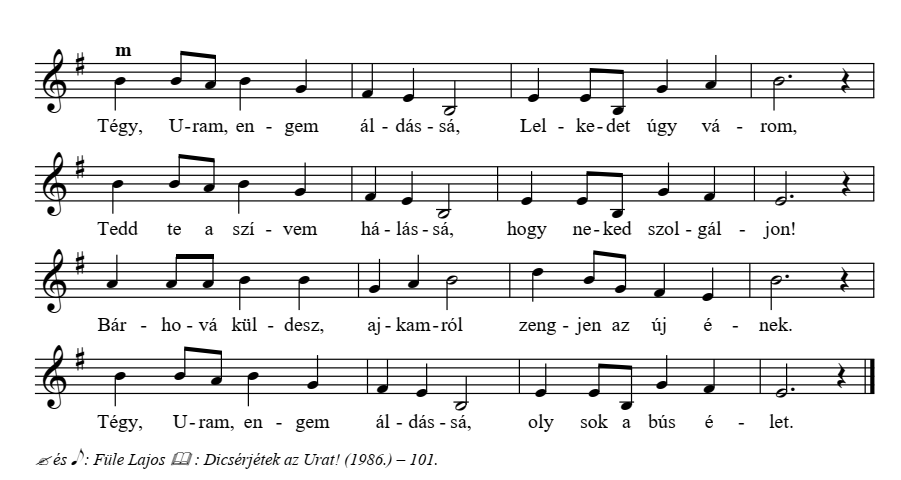 m
Tégy, U-ram, en - gem ál - dás - sá, Lel - ke - det úgy vá - rom,
Tedd te a szí - vem há - lás - sá, hogy ne - ked szol - gál - jon!
Bár - ho - vá kül - desz, aj - kam - ról zeng - jen az új é - nek.
Tégy, U - ram, en - gem ál - dás - sá, oly sok a bús é - let.
✍és ♪: Füle Lajos 🕮 : Dicsérjétek az Urat! (1986.) – 101.